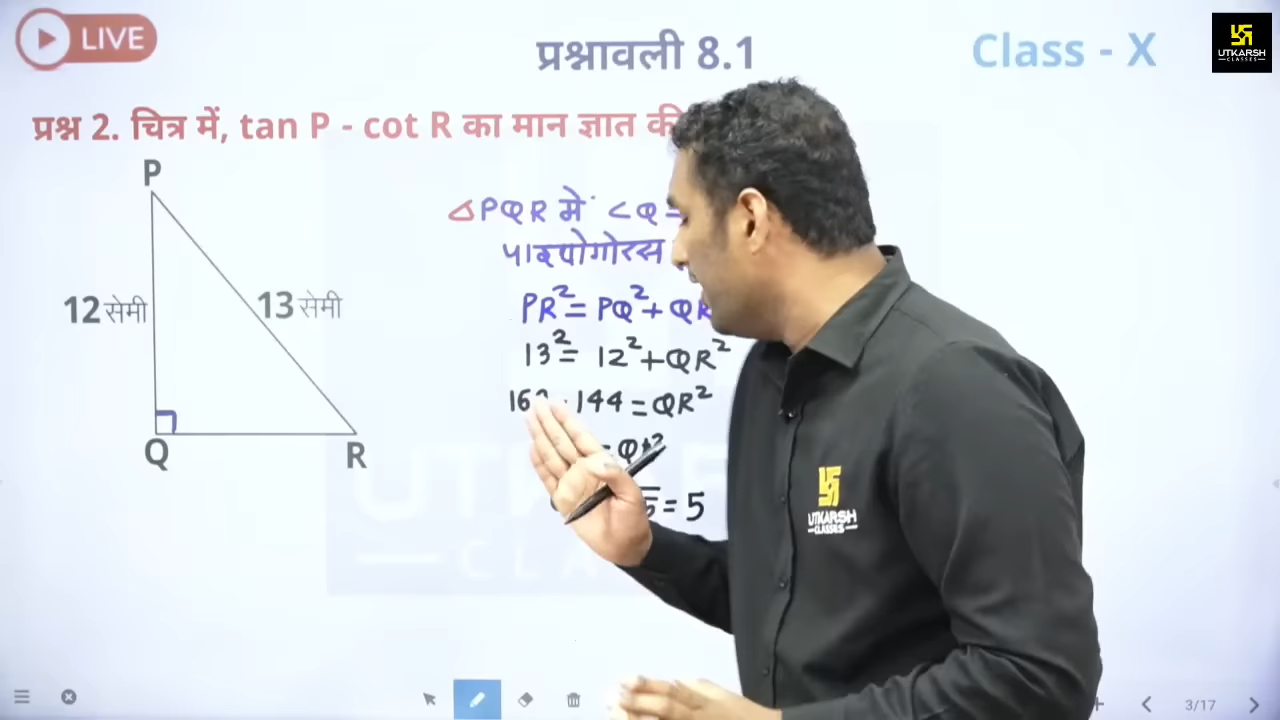 LIVE
प्रश्नावली 8.1
Class - X
UTKARSH
CLASSES
प्रश्न 2. चित्र में, tan P - cot R का मान ज्ञात
P
12 सेमी
13 सेमी
Q
R
△PQR में <Q=
पाइथोगोरस
PR²= PQ²+ QR
13²= 12²+QR²
144 = QR²
= 5
UTKARSH
CLASSES
3/17